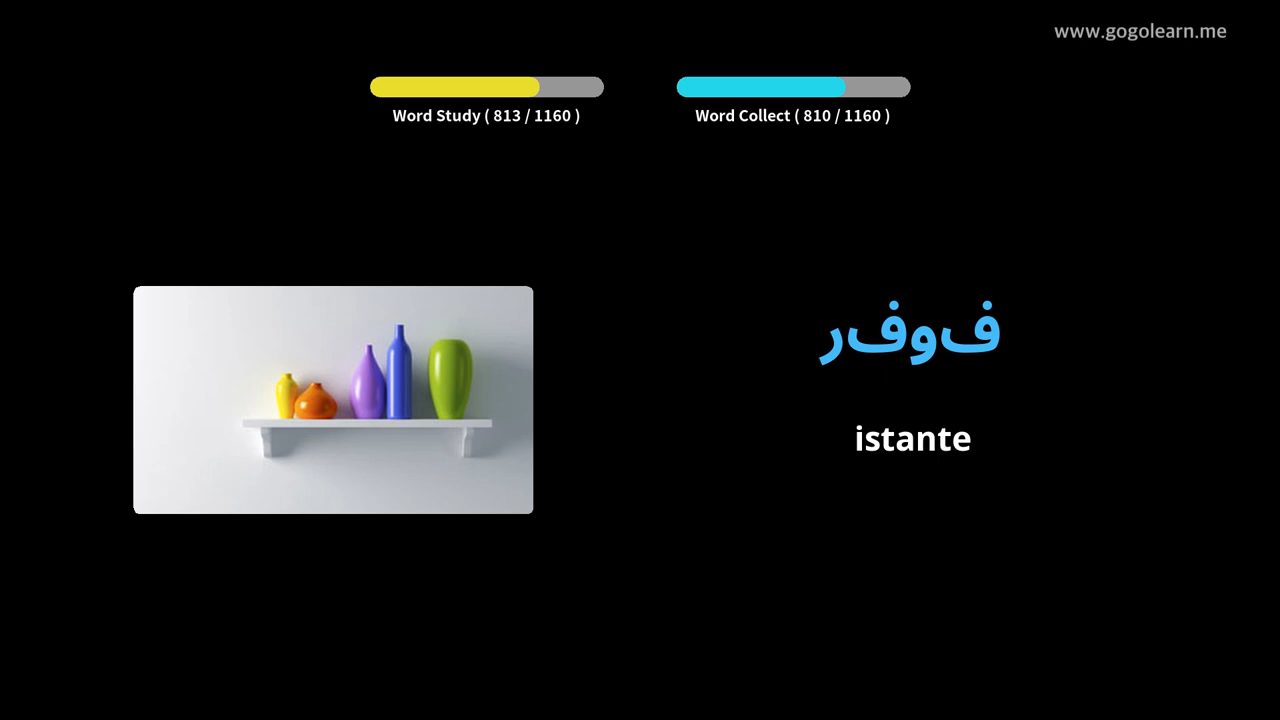 www.gogolearn.me
Word Study ( 813 / 1160 )
Word Collect ( 810 / 1160 )
فوفر
istante